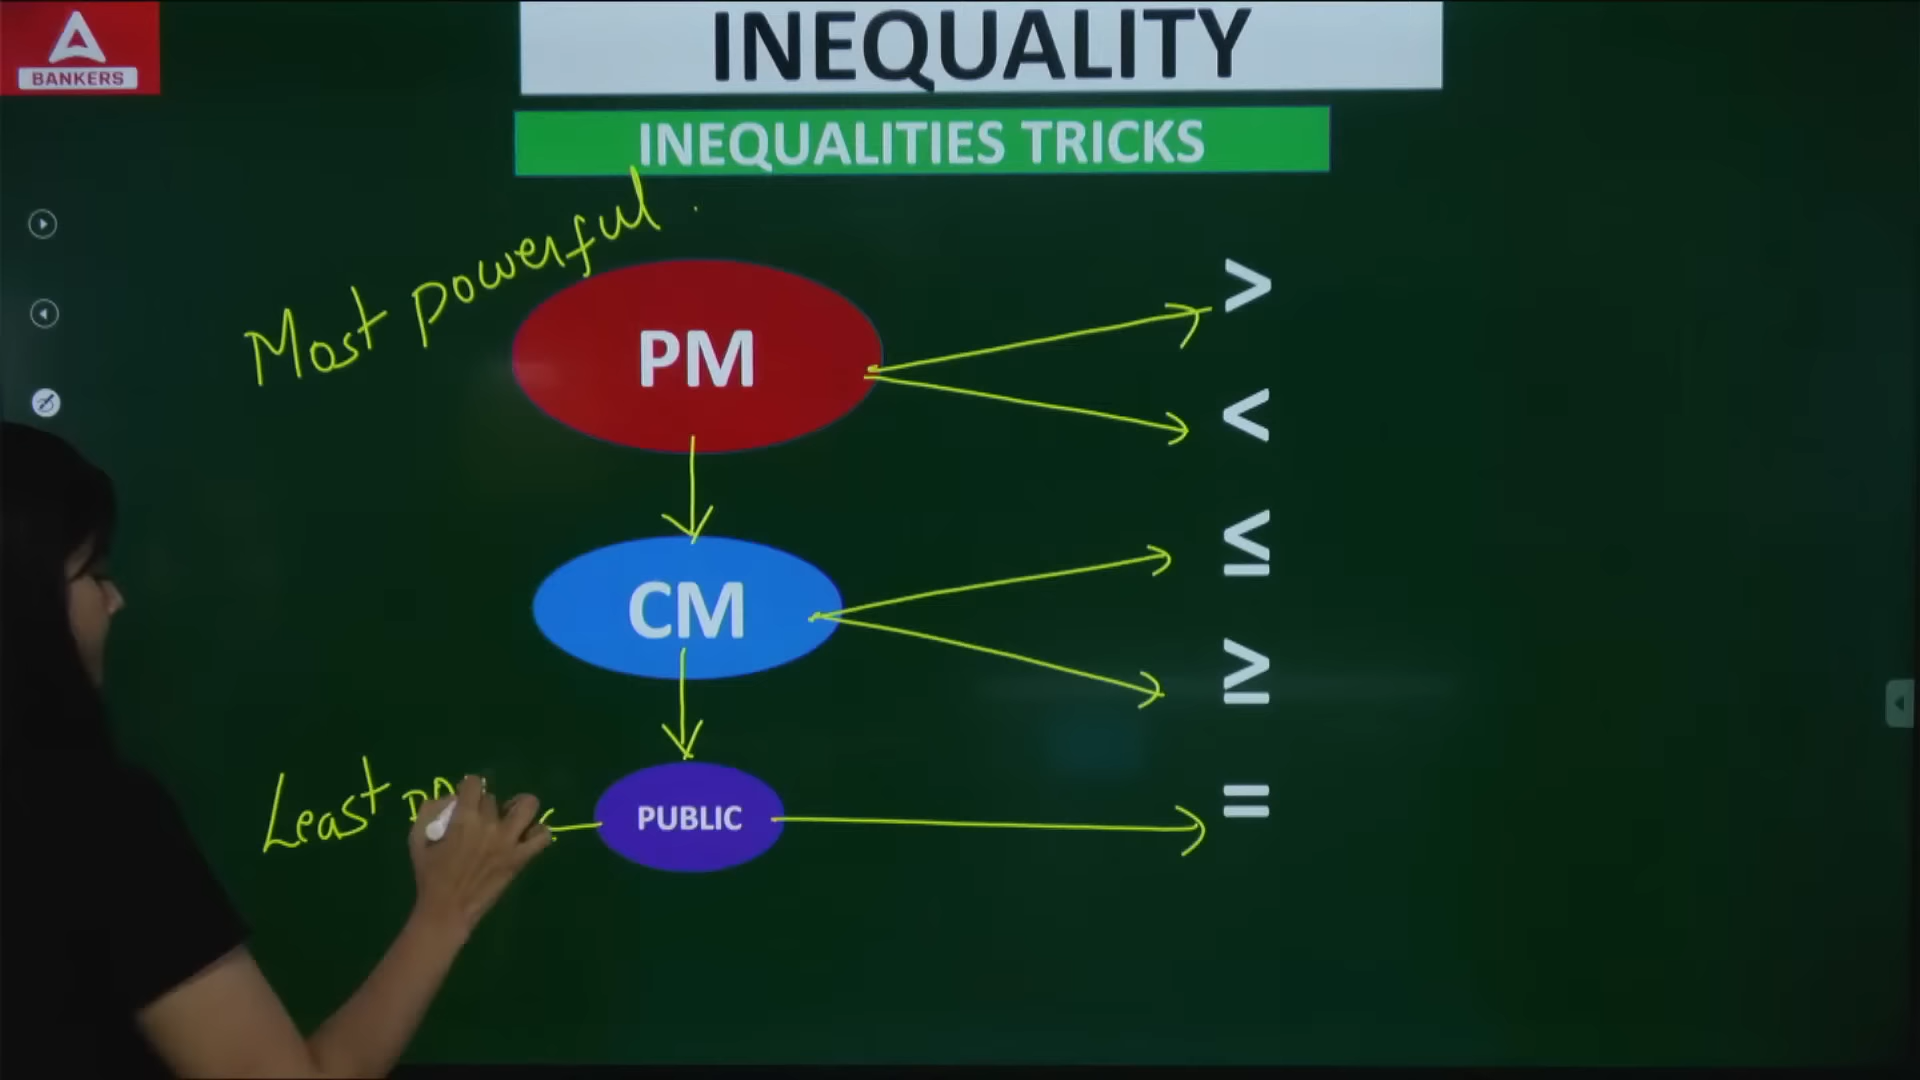 INEQUALITY
BANKERS
INEQUALITIES TRICKS
Most powerful.
PM
>
<
CM
≤
≥
Least
PUBLIC
=